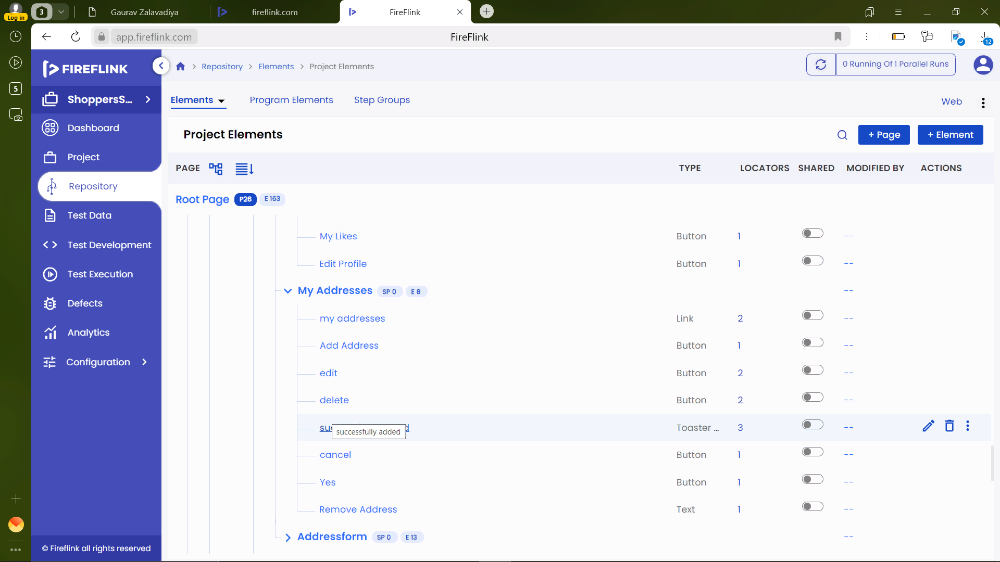 3
Gaurav Zalavadiya
fireflink.com
FireFlink
Log in
app.fireflink.com
FireFlink
12
5
FIREFLINK
Repository
Elements
Project Elements
0 Running Of 1 Parallel Runs
ShoppersS...
Elements
Program Elements
Step Groups
Web
Dashboard
Project Elements
+ Page
+ Element
Project
PAGE
TYPE
LOCATORS
SHARED
MODIFIED BY
ACTIONS
Repository
Root Page
P26
E 163
Test Data
My Likes
Button
1
--
Test Development
Edit Profile
Button
1
--
Test Execution
My Addresses
SP 0
E 8
--
Defects
my addresses
Link
2
--
Analytics
Add Address
Button
1
--
Configuration
edit
Button
2
--
delete
Button
2
--
successfully added
Toaster ...
3
--
cancel
Button
1
--
Yes
Button
1
--
Remove Address
Text
1
--
Addressform
SP 0
E 13
--
© Fireflink all rights reserved